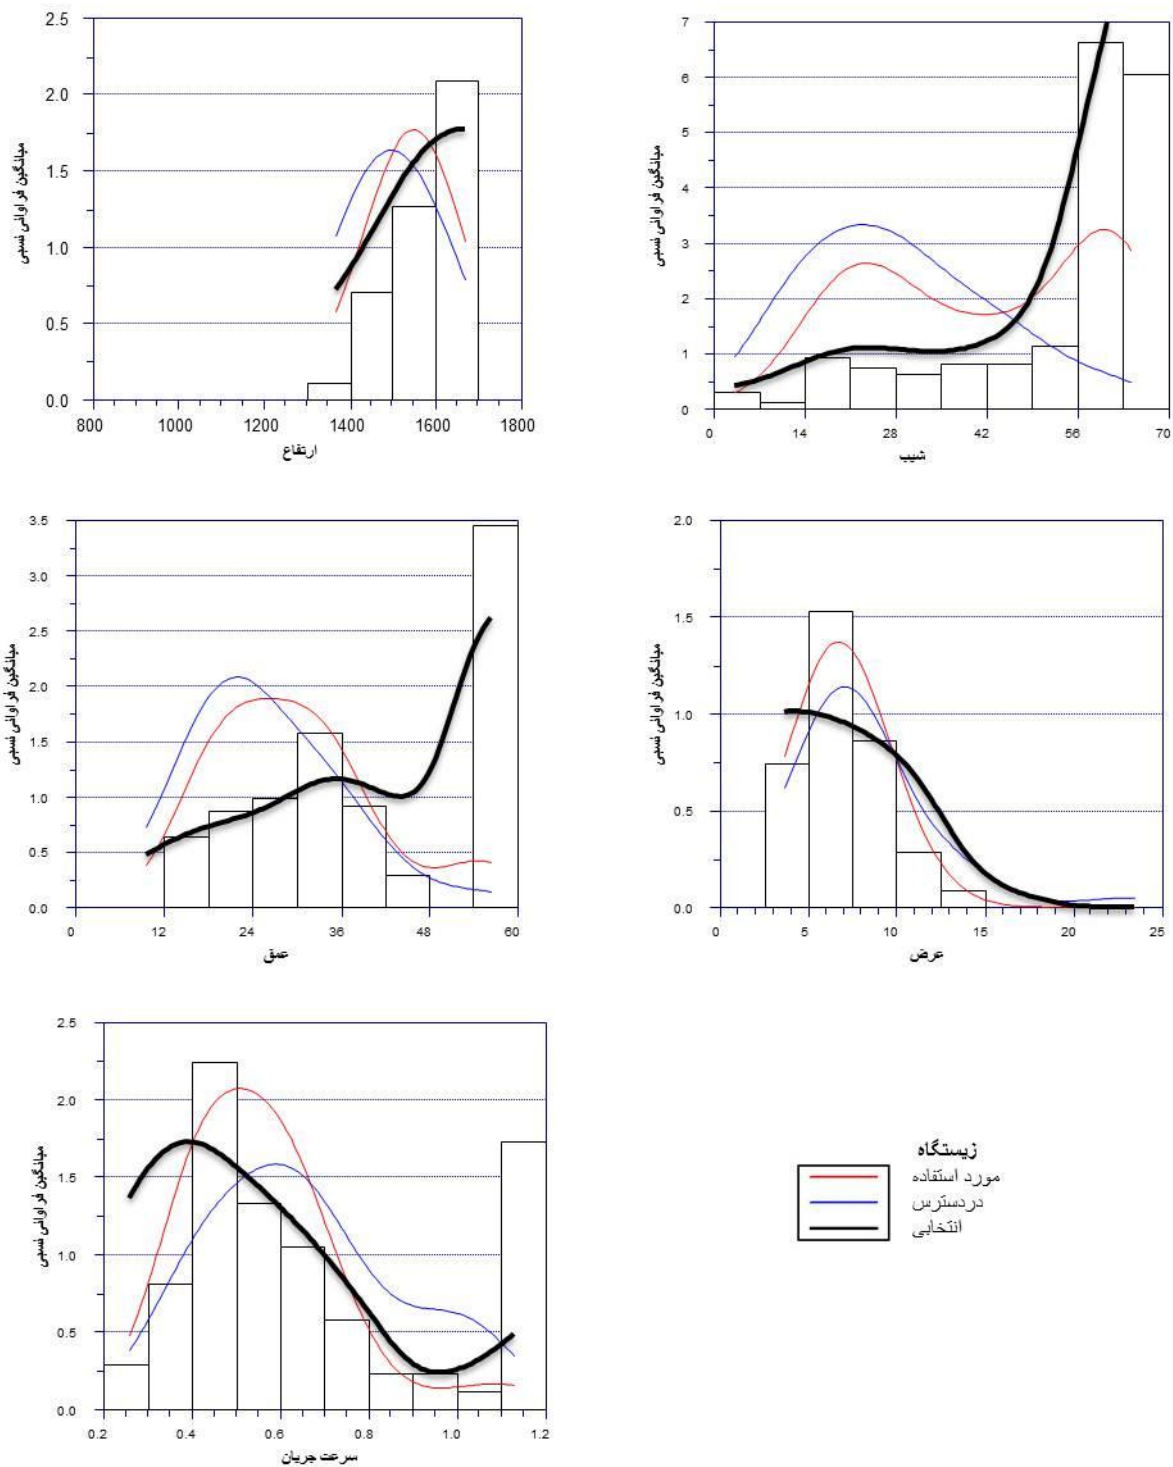 2.5
2.0
1.5
1.0
0.5
0.0
میانگین فراوانی نسبی
800 1000 1200 1400 1600 1800
ارتفاع
7
6
5
4
3
2
1
0
میانگین فراوانی نسبی
0 14 28 42 56 70
شیب
3.5
3.0
2.5
2.0
1.5
1.0
0.5
0.0
میانگین فراوانی نسبی
0 12 24 36 48 60
عمق
2.0
1.5
1.0
0.5
0.0
میانگین فراوانی نسبی
0 5 10 15 20 25
عرض
2.5
2.0
1.5
1.0
0.5
0.0
میانگین فراوانی نسبی
0.2 0.4 0.6 0.8 1.0 1.2
سرعت جریان
زیستگاه
مورد استفاده
دردسترس
انتخابی